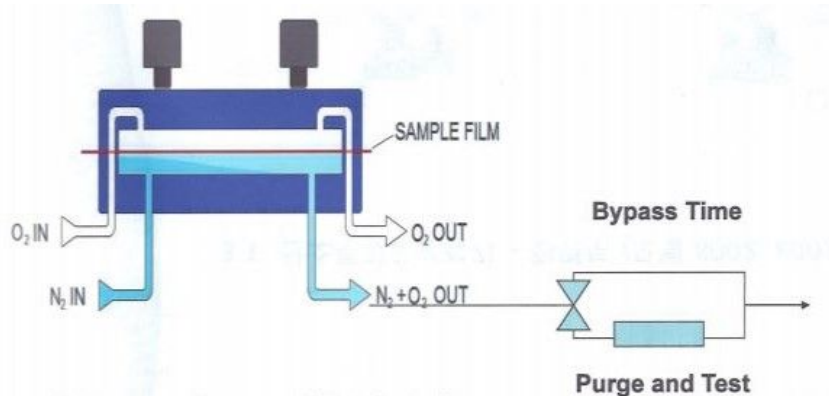 SAMPLE FILM
Bypass Time
O₂ IN
O₂ OUT
N₂ IN
N₂+O₂ OUT
Purge and Test